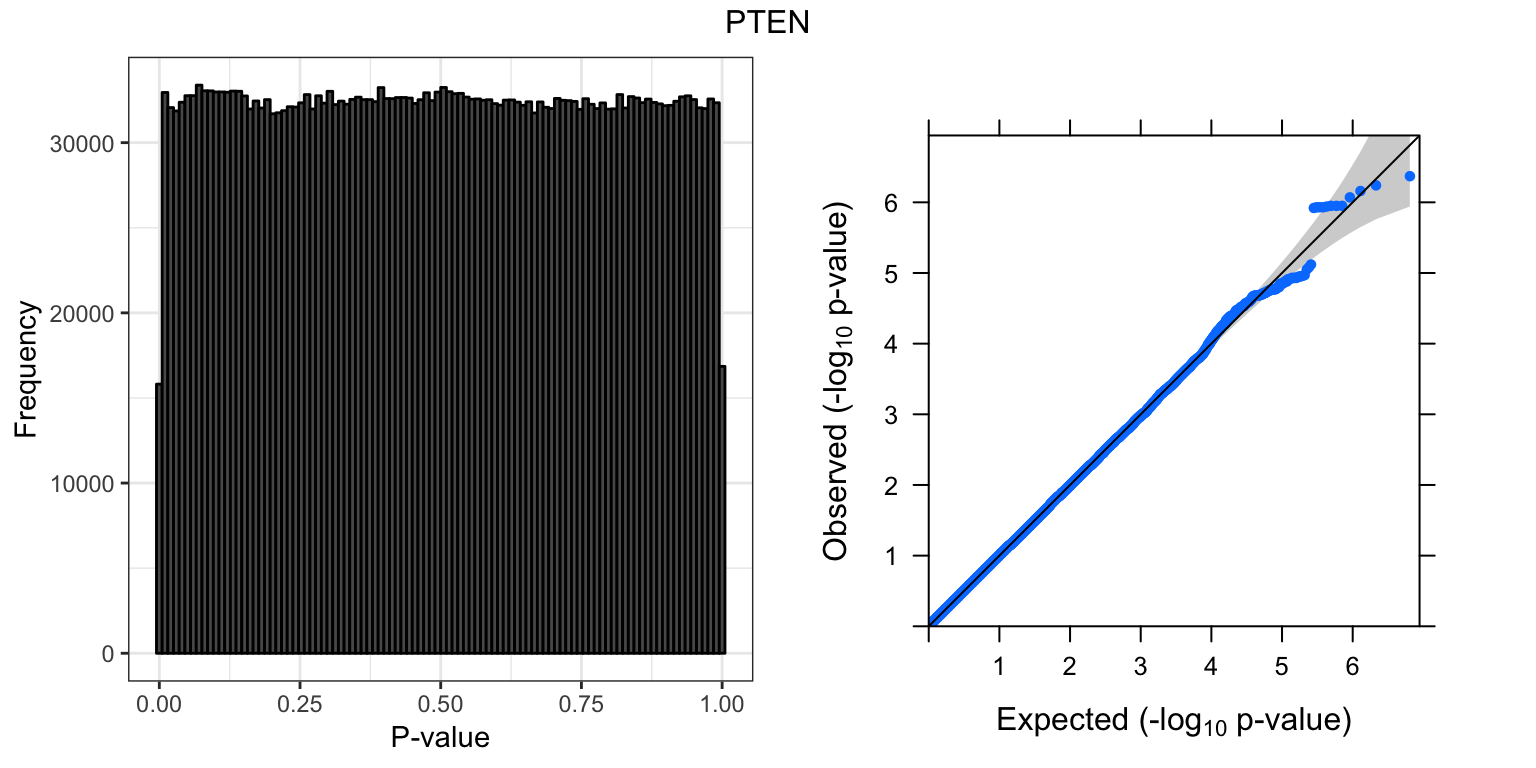 PTEN
Frequency
30000
20000
10000
0
0.00 0.25 0.50 0.75 1.00
P-value
Observed (-log10 p-value)
6
5
4
3
2
1
1 2 3 4 5 6
Expected (-log10 p-value)